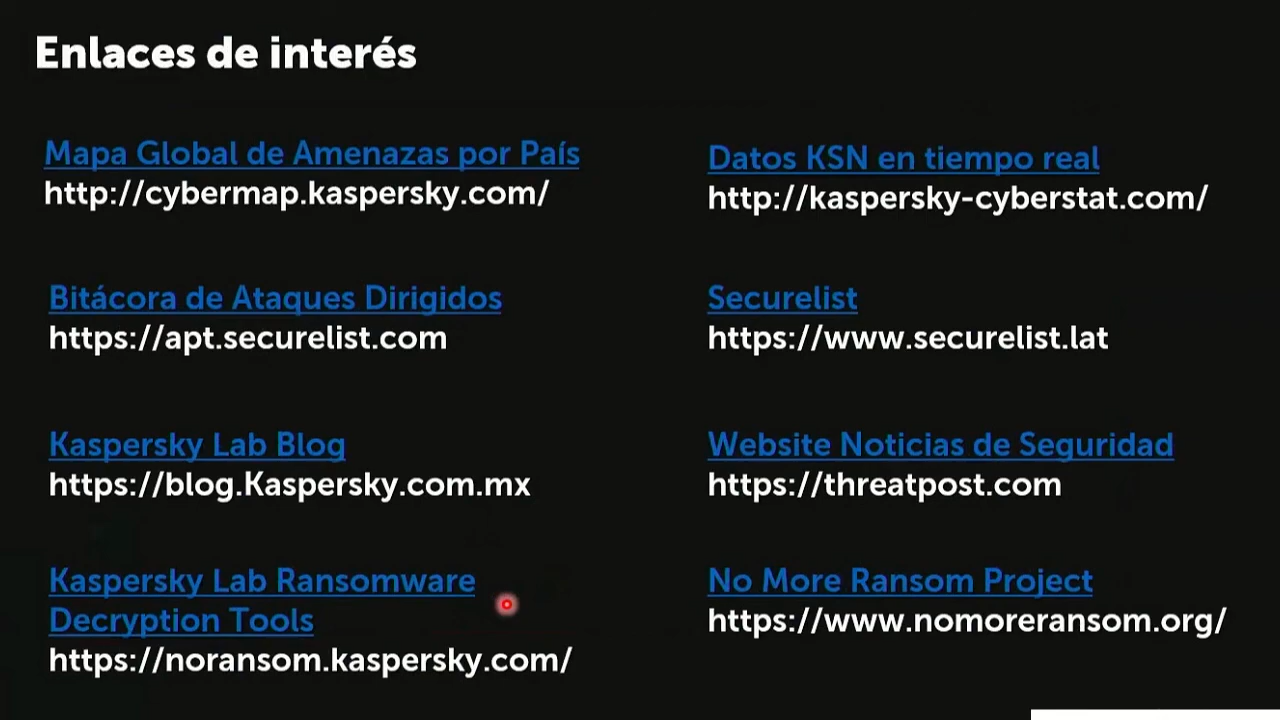 Enlaces de interés
Mapa Global de Amenazas por País
http://cybermap.kaspersky.com/
Datos KSN en tiempo real
http://kaspersky-cyberstat.com/
Bitácora de Ataques Dirigidos
https://apt.securelist.com
Securelist
https://www.securelist.lat
Kaspersky Lab Blog
https://blog.Kaspersky.com.mx
Website Noticias de Seguridad
https://threatpost.com
Kaspersky Lab Ransomware
Decryption Tools
https://noransom.kaspersky.com/
No More Ransom Project
https://www.nomoreransom.org/